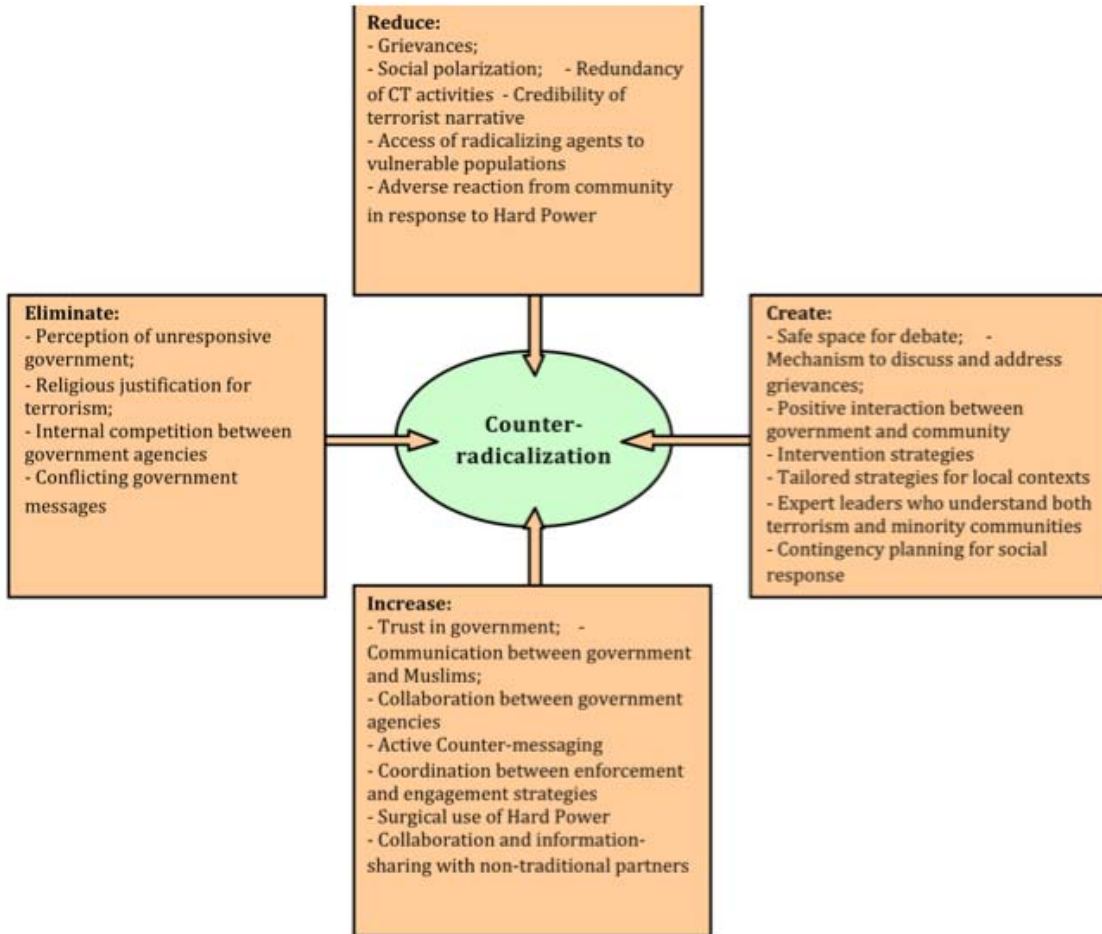 Reduce:
- Grievances;
- Social polarization; - Redundancy
of CT activities - Credibility of
terrorist narrative
- Access of radicalizing agents to
vulnerable populations
- Adverse reaction from community
in response to Hard Power
Eliminate:
- Perception of unresponsive
government;
- Religious justification for
terrorism;
- Internal competition between
government agencies
- Conflicting government
messages
Counter-
radicalization
Create:
- Safe space for debate; -
Mechanism to discuss and address
grievances;
- Positive interaction between
government and community
- Intervention strategies
- Tailored strategies for local contexts
- Expert leaders who understand both
terrorism and minority communities
- Contingency planning for social
response
Increase:
- Trust in government; -
Communication between government
and Muslims;
- Collaboration between government
agencies
- Active Counter-messaging
- Coordination between enforcement
and engagement strategies
- Surgical use of Hard Power
- Collaboration and information-
sharing with non-traditional partners